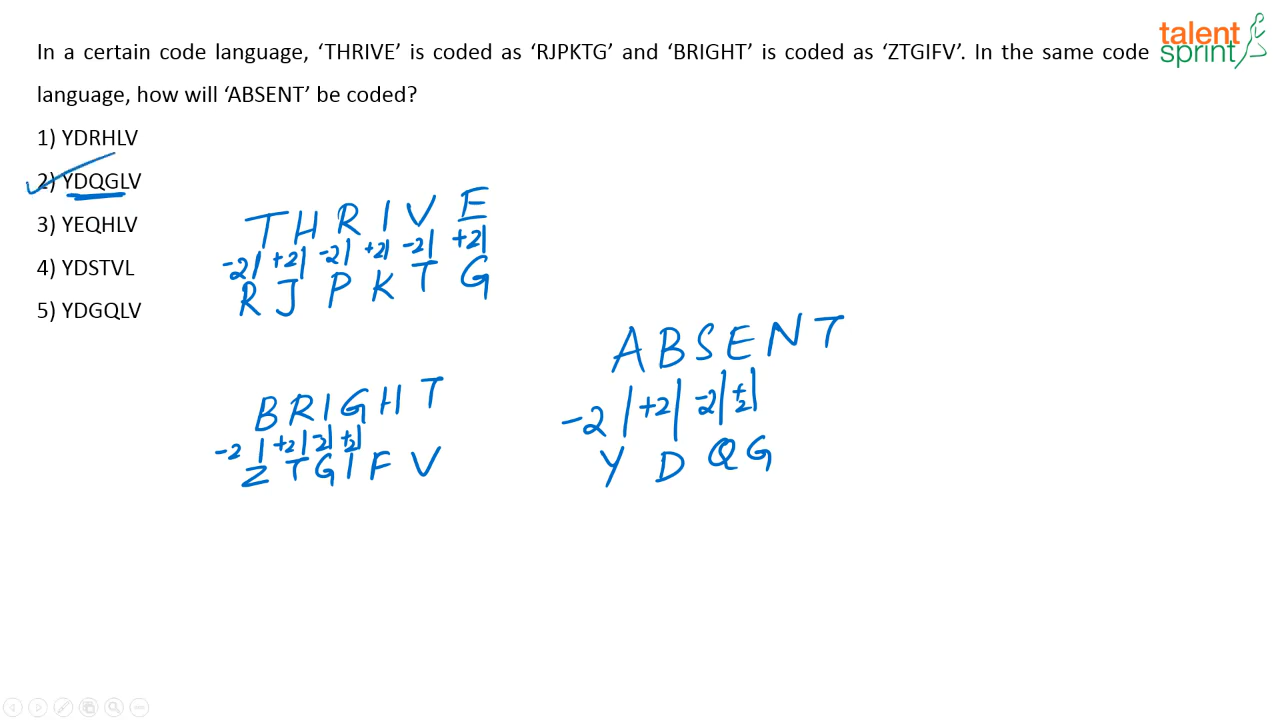 talent
sprint
In a certain code language, ‘THRIVE’ is coded as ‘RJPKTG’ and ‘BRIGHT’ is coded as ‘ZTGIFV’. In the same code
language, how will ‘ABSENT’ be coded?
1) YDRHLV
2) YDQGLV
3) YEQHLV
4) YDSTVL
5) YDGQLV
T H R I V E
-2 +2 -2 +2 -2 +2
R J P K T G
B R I G H T
-2 +2 -2 +2
Z T G I F V
A B S E N T
-2 +2 -2 +2
Y D Q G